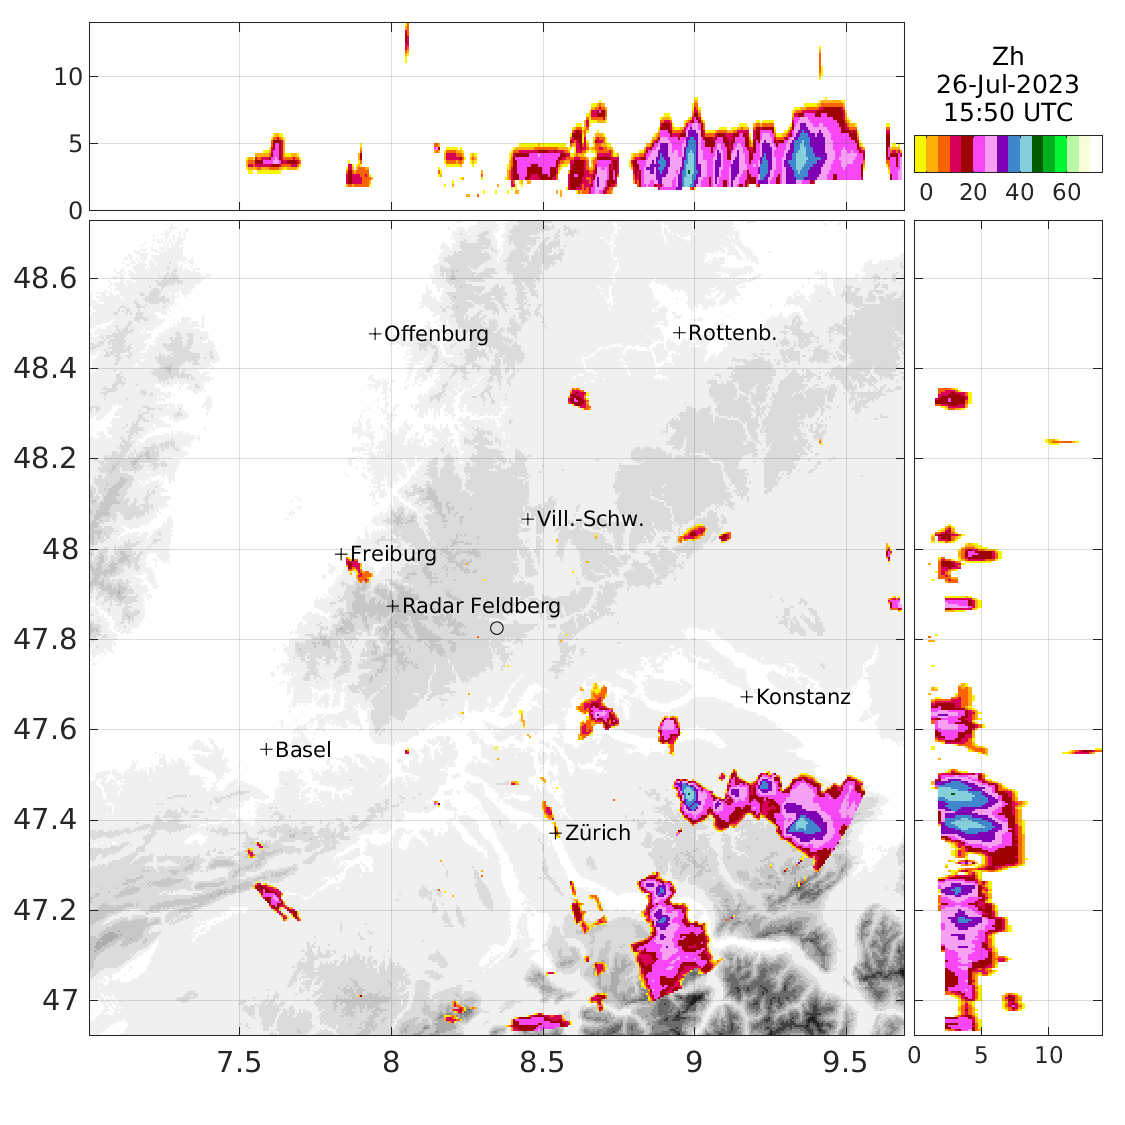 Zh
26-Jul-2023
15:50 UTC
10
5
0
0 20 40 60
48.6
48.4
48.2
48
47.8
47.6
47.4
47.2
47
+Offenburg
+Rottenb.
+Vill.-Schw.
+Freiburg
+Radar Feldberg
+Konstanz
+Basel
+Zürich
7.5 8 8.5 9 9.5
0 5 10